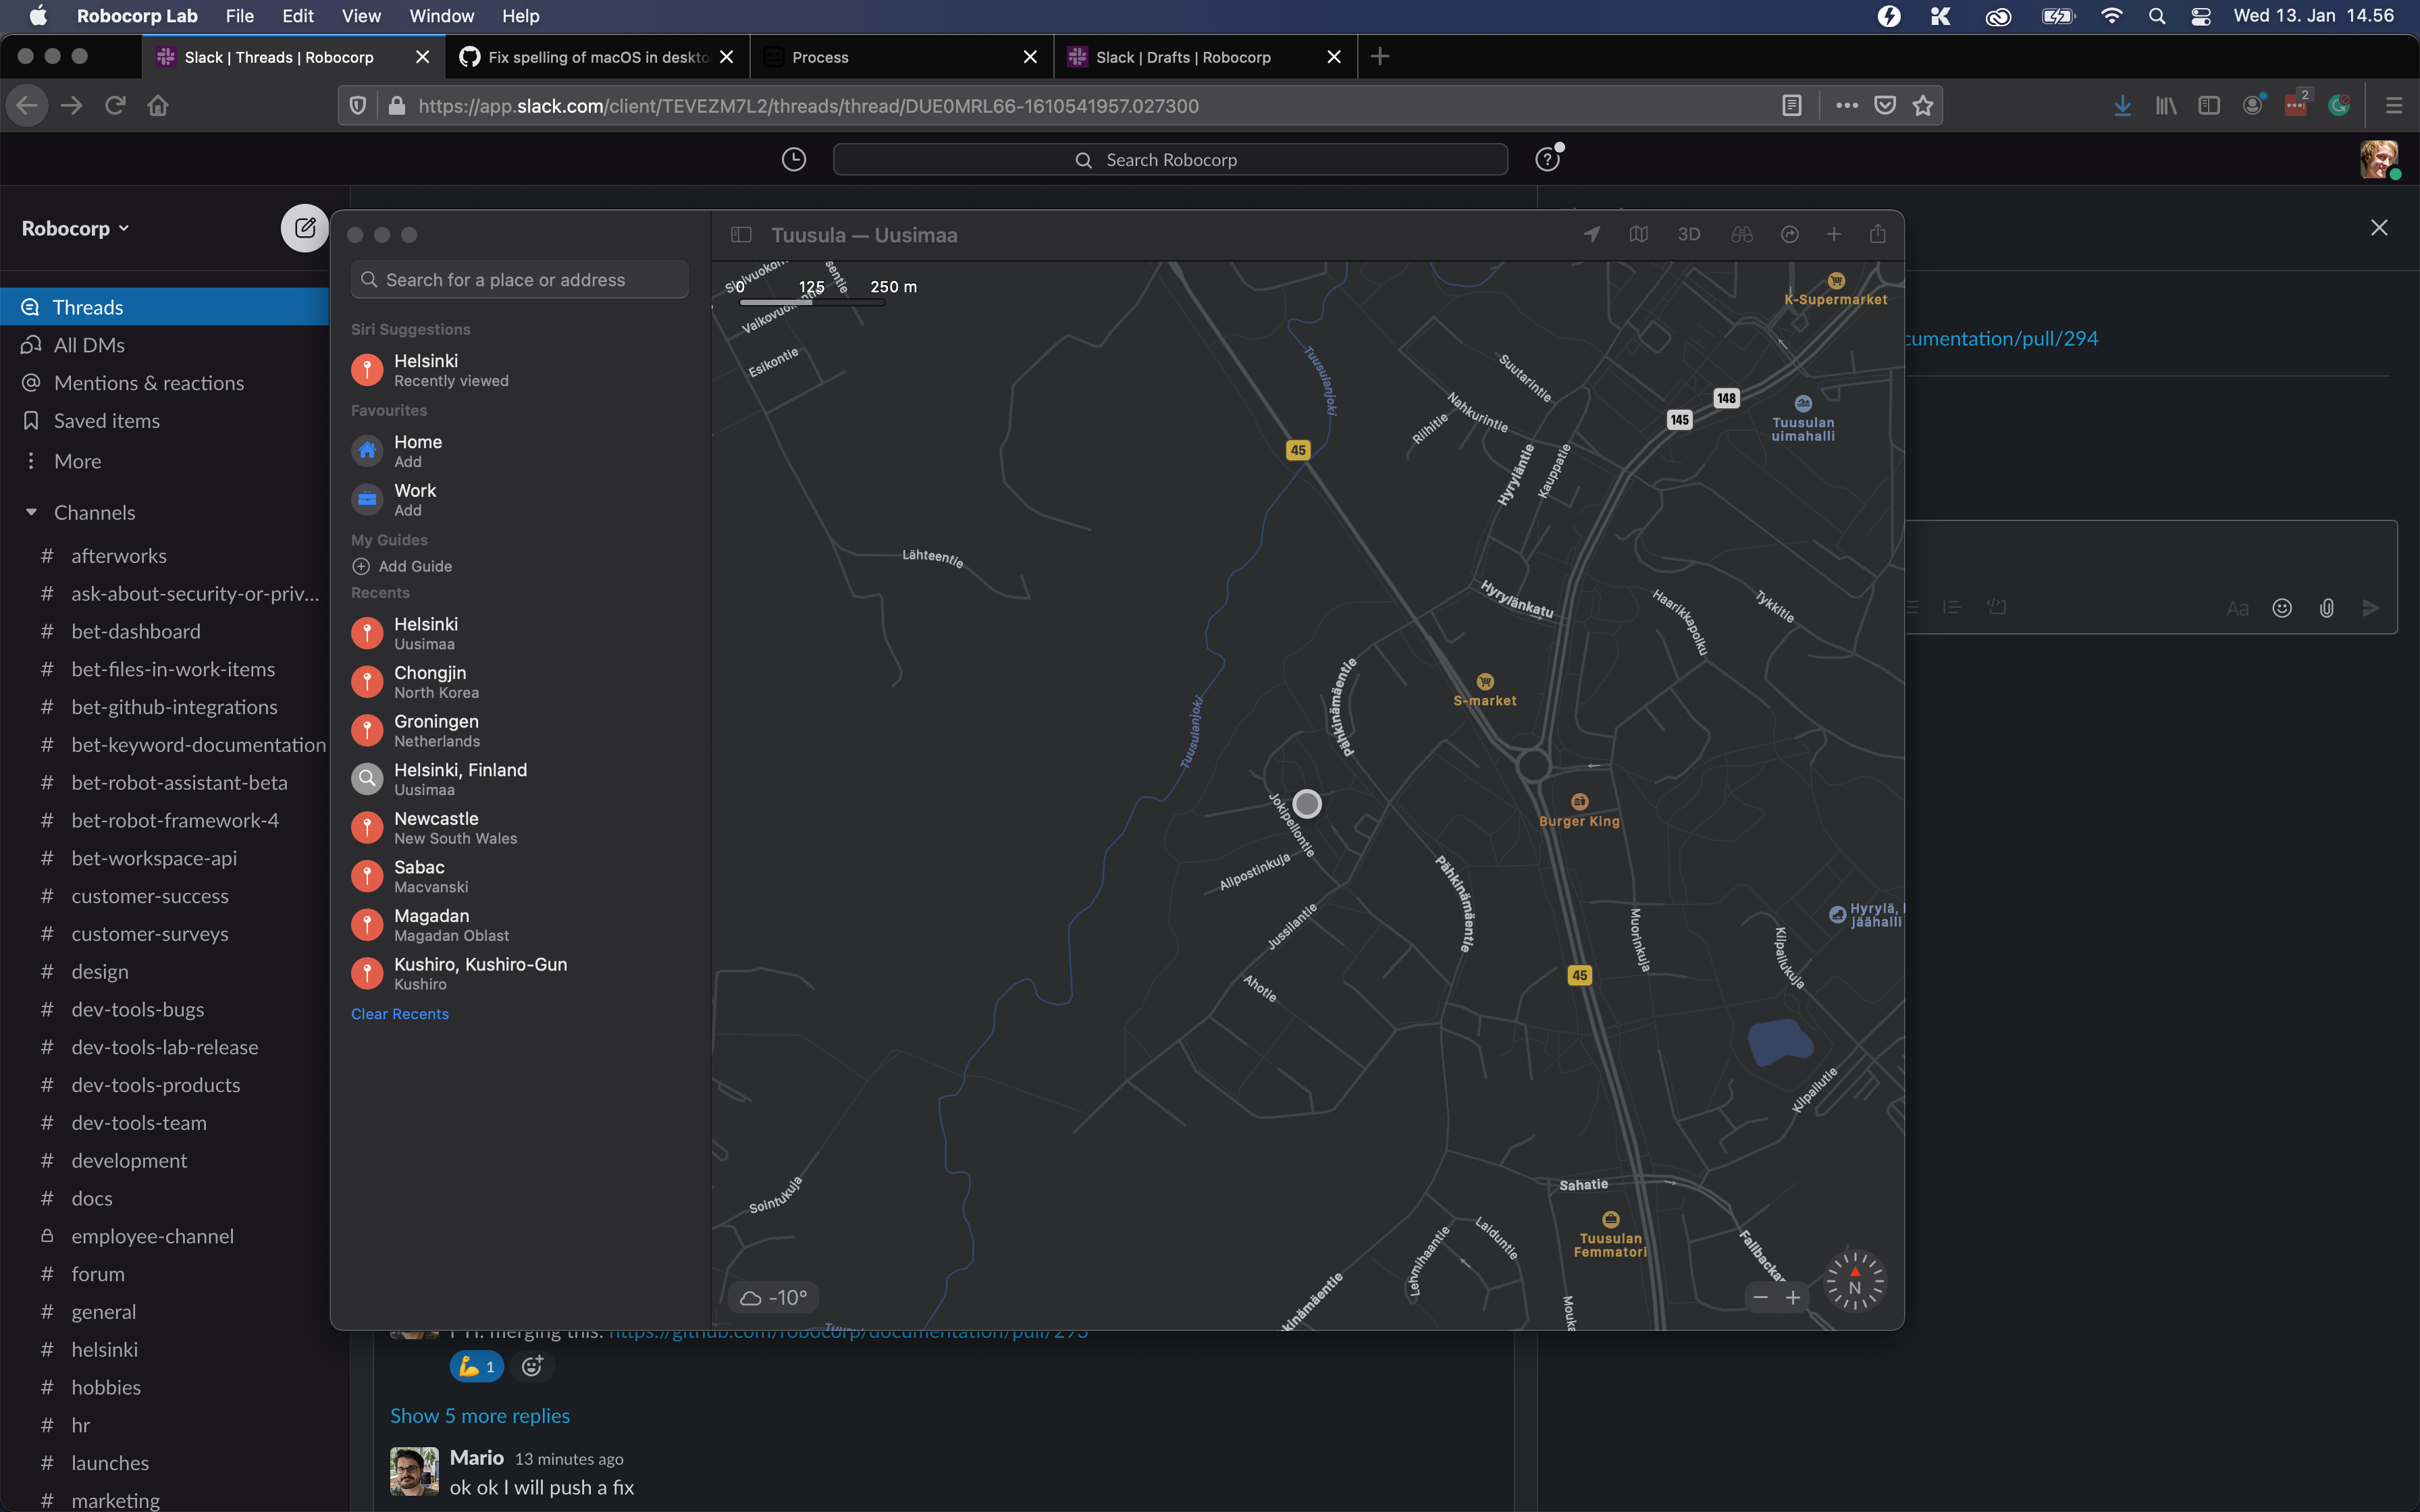 Robocorp Lab File Edit View Window Help
Wed 13. Jan 14.56
Slack | Threads | Robocorp
Fix spelling of macOS in deskto
Process
Slack | Drafts | Robocorp
https://app.slack.com/client/TEVEZM7L2/threads/thread/DUE0MRL66-1610541957.027300
2
Search Robocorp
Robocorp
Threads
All DMs
Mentions & reactions
Saved items
More
Channels
# afterworks
# ask-about-security-or-priv...
# bet-dashboard
# bet-files-in-work-items
# bet-github-integrations
# bet-keyword-documentation
# bet-robot-assistant-beta
# bet-robot-framework-4
# bet-workspace-api
# customer-success
# customer-surveys
# design
# dev-tools-bugs
# dev-tools-lab-release
# dev-tools-products
# dev-tools-team
# development
# docs
employee-channel
# forum
# general
# helsinki
# hobbies
# hr
# launches
# marketing
Search for a place or address
Siri Suggestions
Helsinki
Recently viewed
Favourites
Home
Add
Work
Add
My Guides
Add Guide
Recents
Helsinki
Uusimaa
Chongjin
North Korea
Groningen
Netherlands
Helsinki, Finland
Uusimaa
Newcastle
New South Wales
Sabac
Macvanski
Magadan
Magadan Oblast
Kushiro, Kushiro-Gun
Kushiro
Clear Recents
Tuusula — Uusimaa
3D
0 125 250 m
Valkovuo
Esikontie
Lähteentie
Tuusulanjoki
45
Suutarintie
Nahkurintie
Riihitie
Hyryläntie
Kauppatie
145
148
K-Supermarket
Tuusulan
uimahalli
Hyrylänkatu
Haarikkapolku
Tykkitie
Pähkinämäentie
S-market
Tuusulanjoki
Jokipellontie
Burger King
Alipostinkuja
Pähkinämäentie
Jussilantie
Ahotie
Muorinkuja
Hyrylä,
jäähalli
Kilpailukuja
45
Kilpailutie
Sointukuja
Sahatie
Tuusulan
Femmatori
Laiduntie
Lehmihaantie
Fallbackan
kinämäentie
Mouka
Tuusu
-10°
N
cumentation/pull/294
Aa
merging this: https://github.com/robocorp/documentation/pull/293
1
Show 5 more replies
Mario 13 minutes ago
ok ok I will push a fix